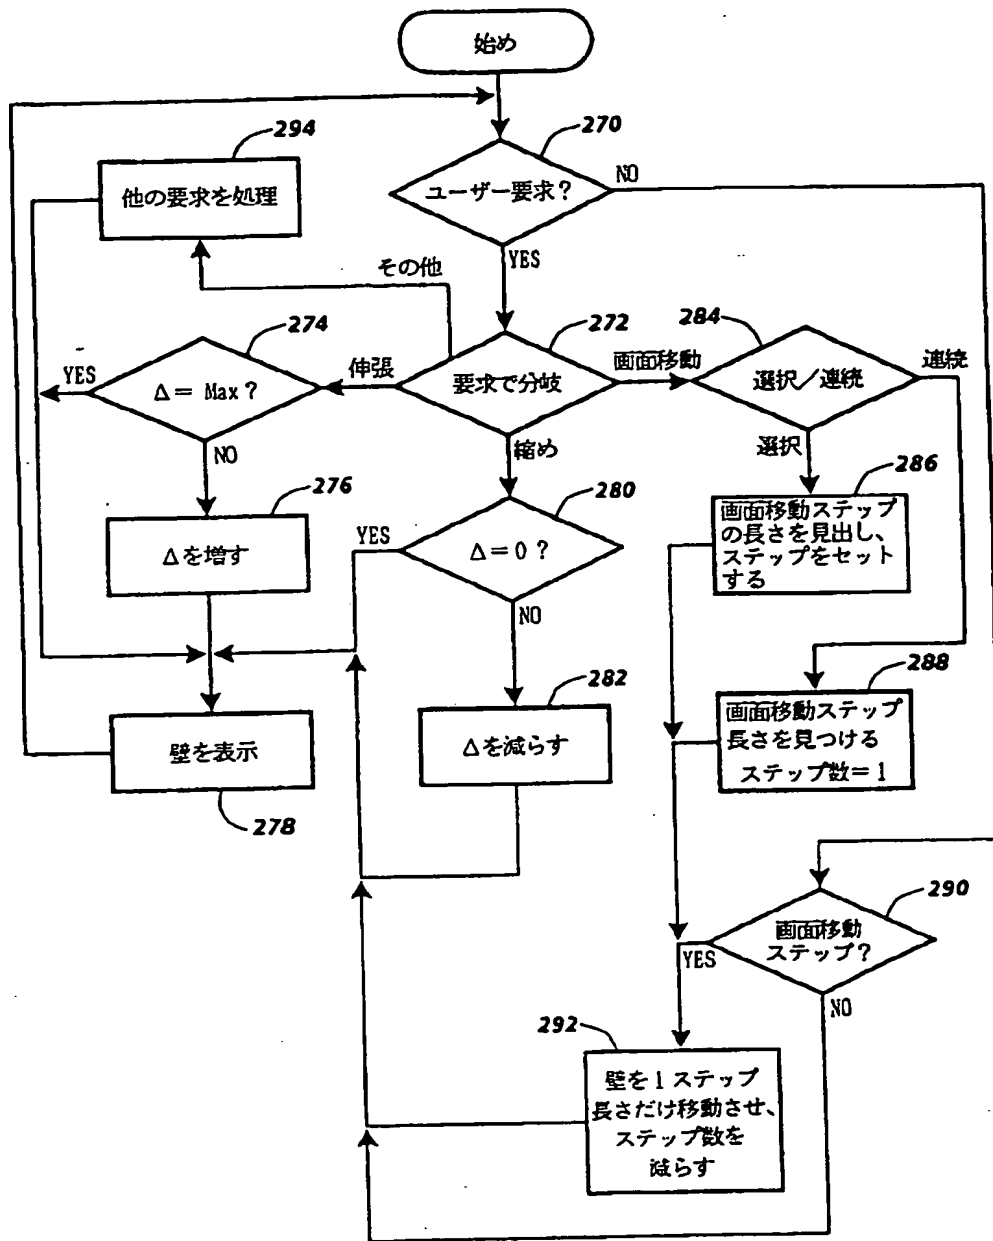 始め
270
ユーザー要求?
NO
YES
294
他の要求を処理
その他
272
要求で分岐
伸張
274
Δ= Max ?
YES
NO
276
Δを増す
画面移動
284
選択/連続
連続
選択
縮め
280
Δ=0 ?
YES
NO
286
画面移動ステップ
の長さを見出し、
ステップをセット
する
282
Δを減らす
288
画面移動ステップ
長さを見つける
ステップ数=1
壁を表示
278
290
画面移動
ステップ?
YES
NO
292
壁を1ステップ
長さだけ移動させ、
ステップ数を
減らす